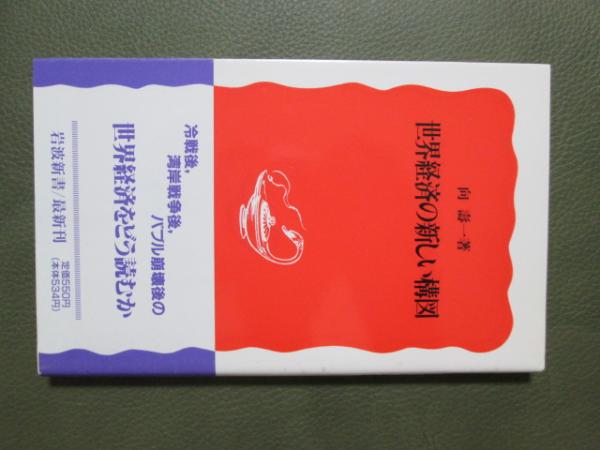 世界経済の新しい構図
向 壽一著
冷戦後,
湾岸戦争後,
バブル崩壊後の
世界経済をどう読むか
岩波新書/最新刊
定価550円
(本体534円)